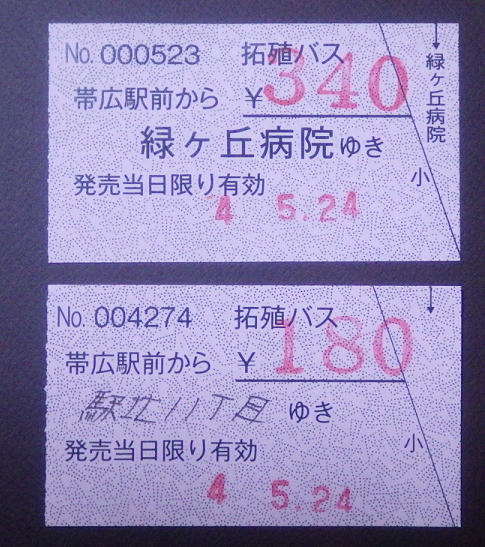 No. 000523 拓殖バス
帯広駅前から ¥340
緑ヶ丘病院ゆき
発売当日限り有効
4 5.24
↓緑ヶ丘病院
小
No. 004274 拓殖バス
帯広駅前から ¥180
駅北11丁目 ゆき
発売当日限り有効
4 5.24
↓
小